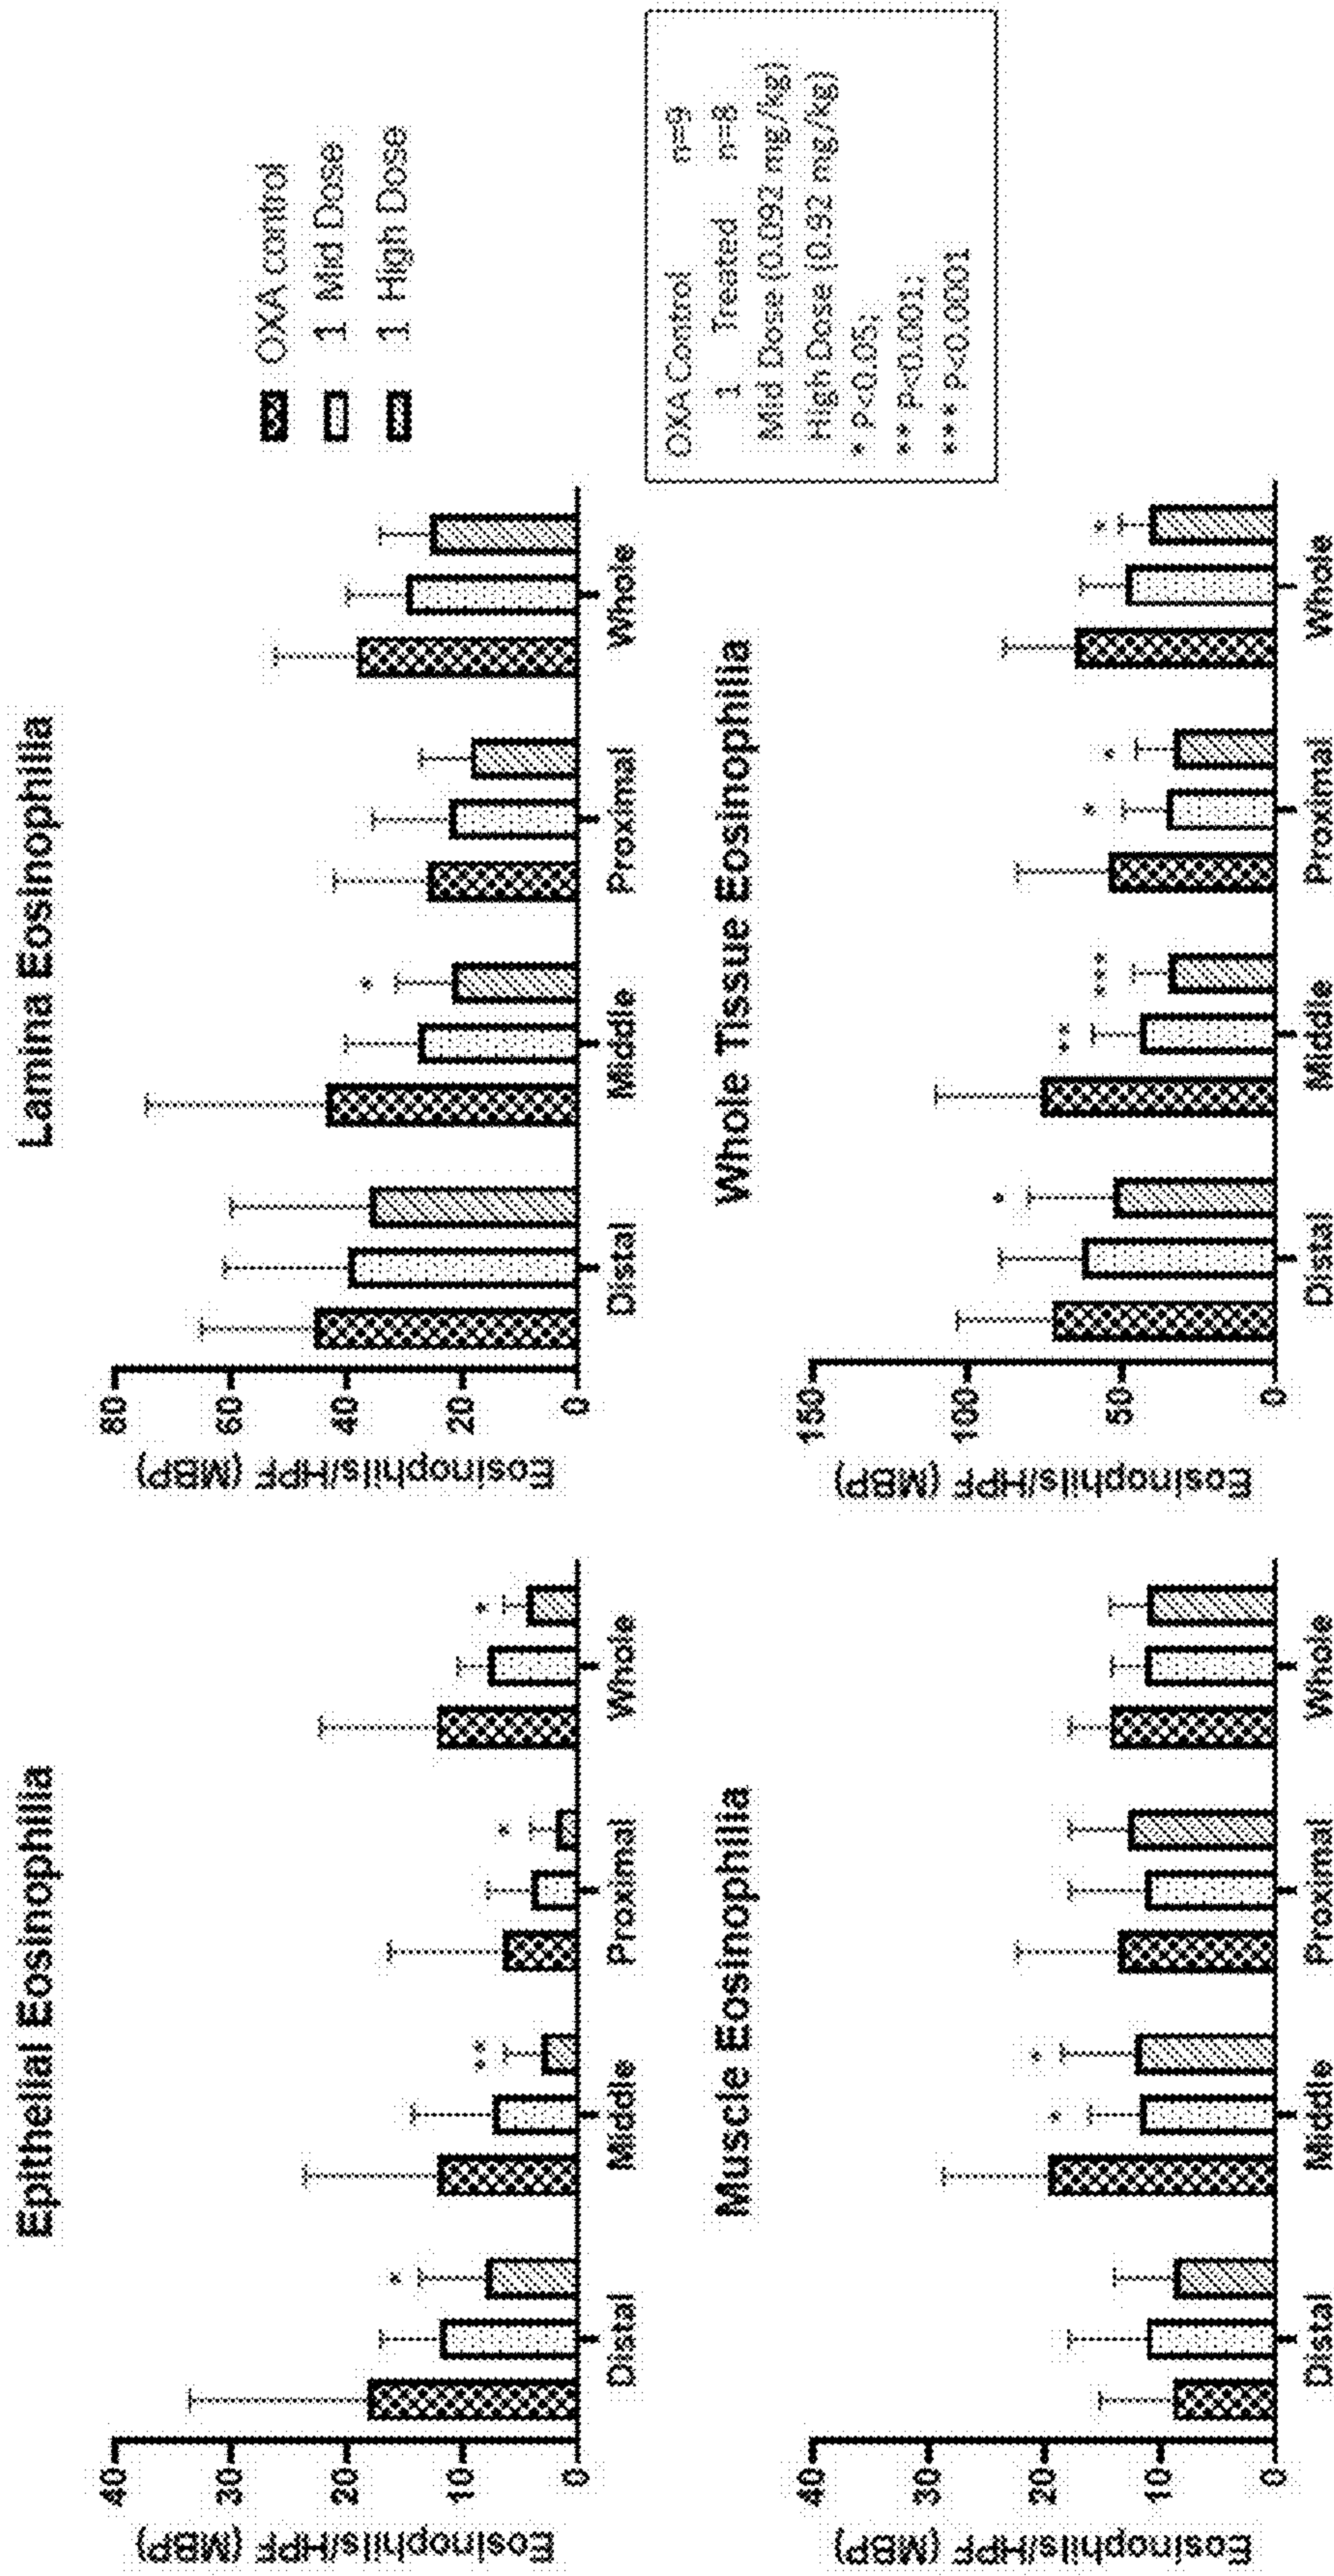 Epithelial Eosinophilia
Eosinophils/HPF (MBP)
40
30
20
10
0
Distal
Middle
Proximal
Whole
*
**
*
*
Lamina Eosinophilia
Eosinophils/HPF (MBP)
80
60
40
20
0
Distal
Middle
Proximal
Whole
*
OXA control
1 Mid Dose
1 High Dose
Muscle Eosinophilia
Eosinophils/HPF (MBP)
40
30
20
10
0
Distal
Middle
Proximal
Whole
*
*
Whole Tissue Eosinophilia
Eosinophils/HPF (MBP)
150
100
50
0
Distal
Middle
Proximal
Whole
*
**
***
*
*
*
OXA Control n=9
1 Treated n=8
Mid Dose (0.092 mg/kg)
High Dose (0.92 mg/kg)
* P<0.05;
** P<0.001;
*** P<0.0001